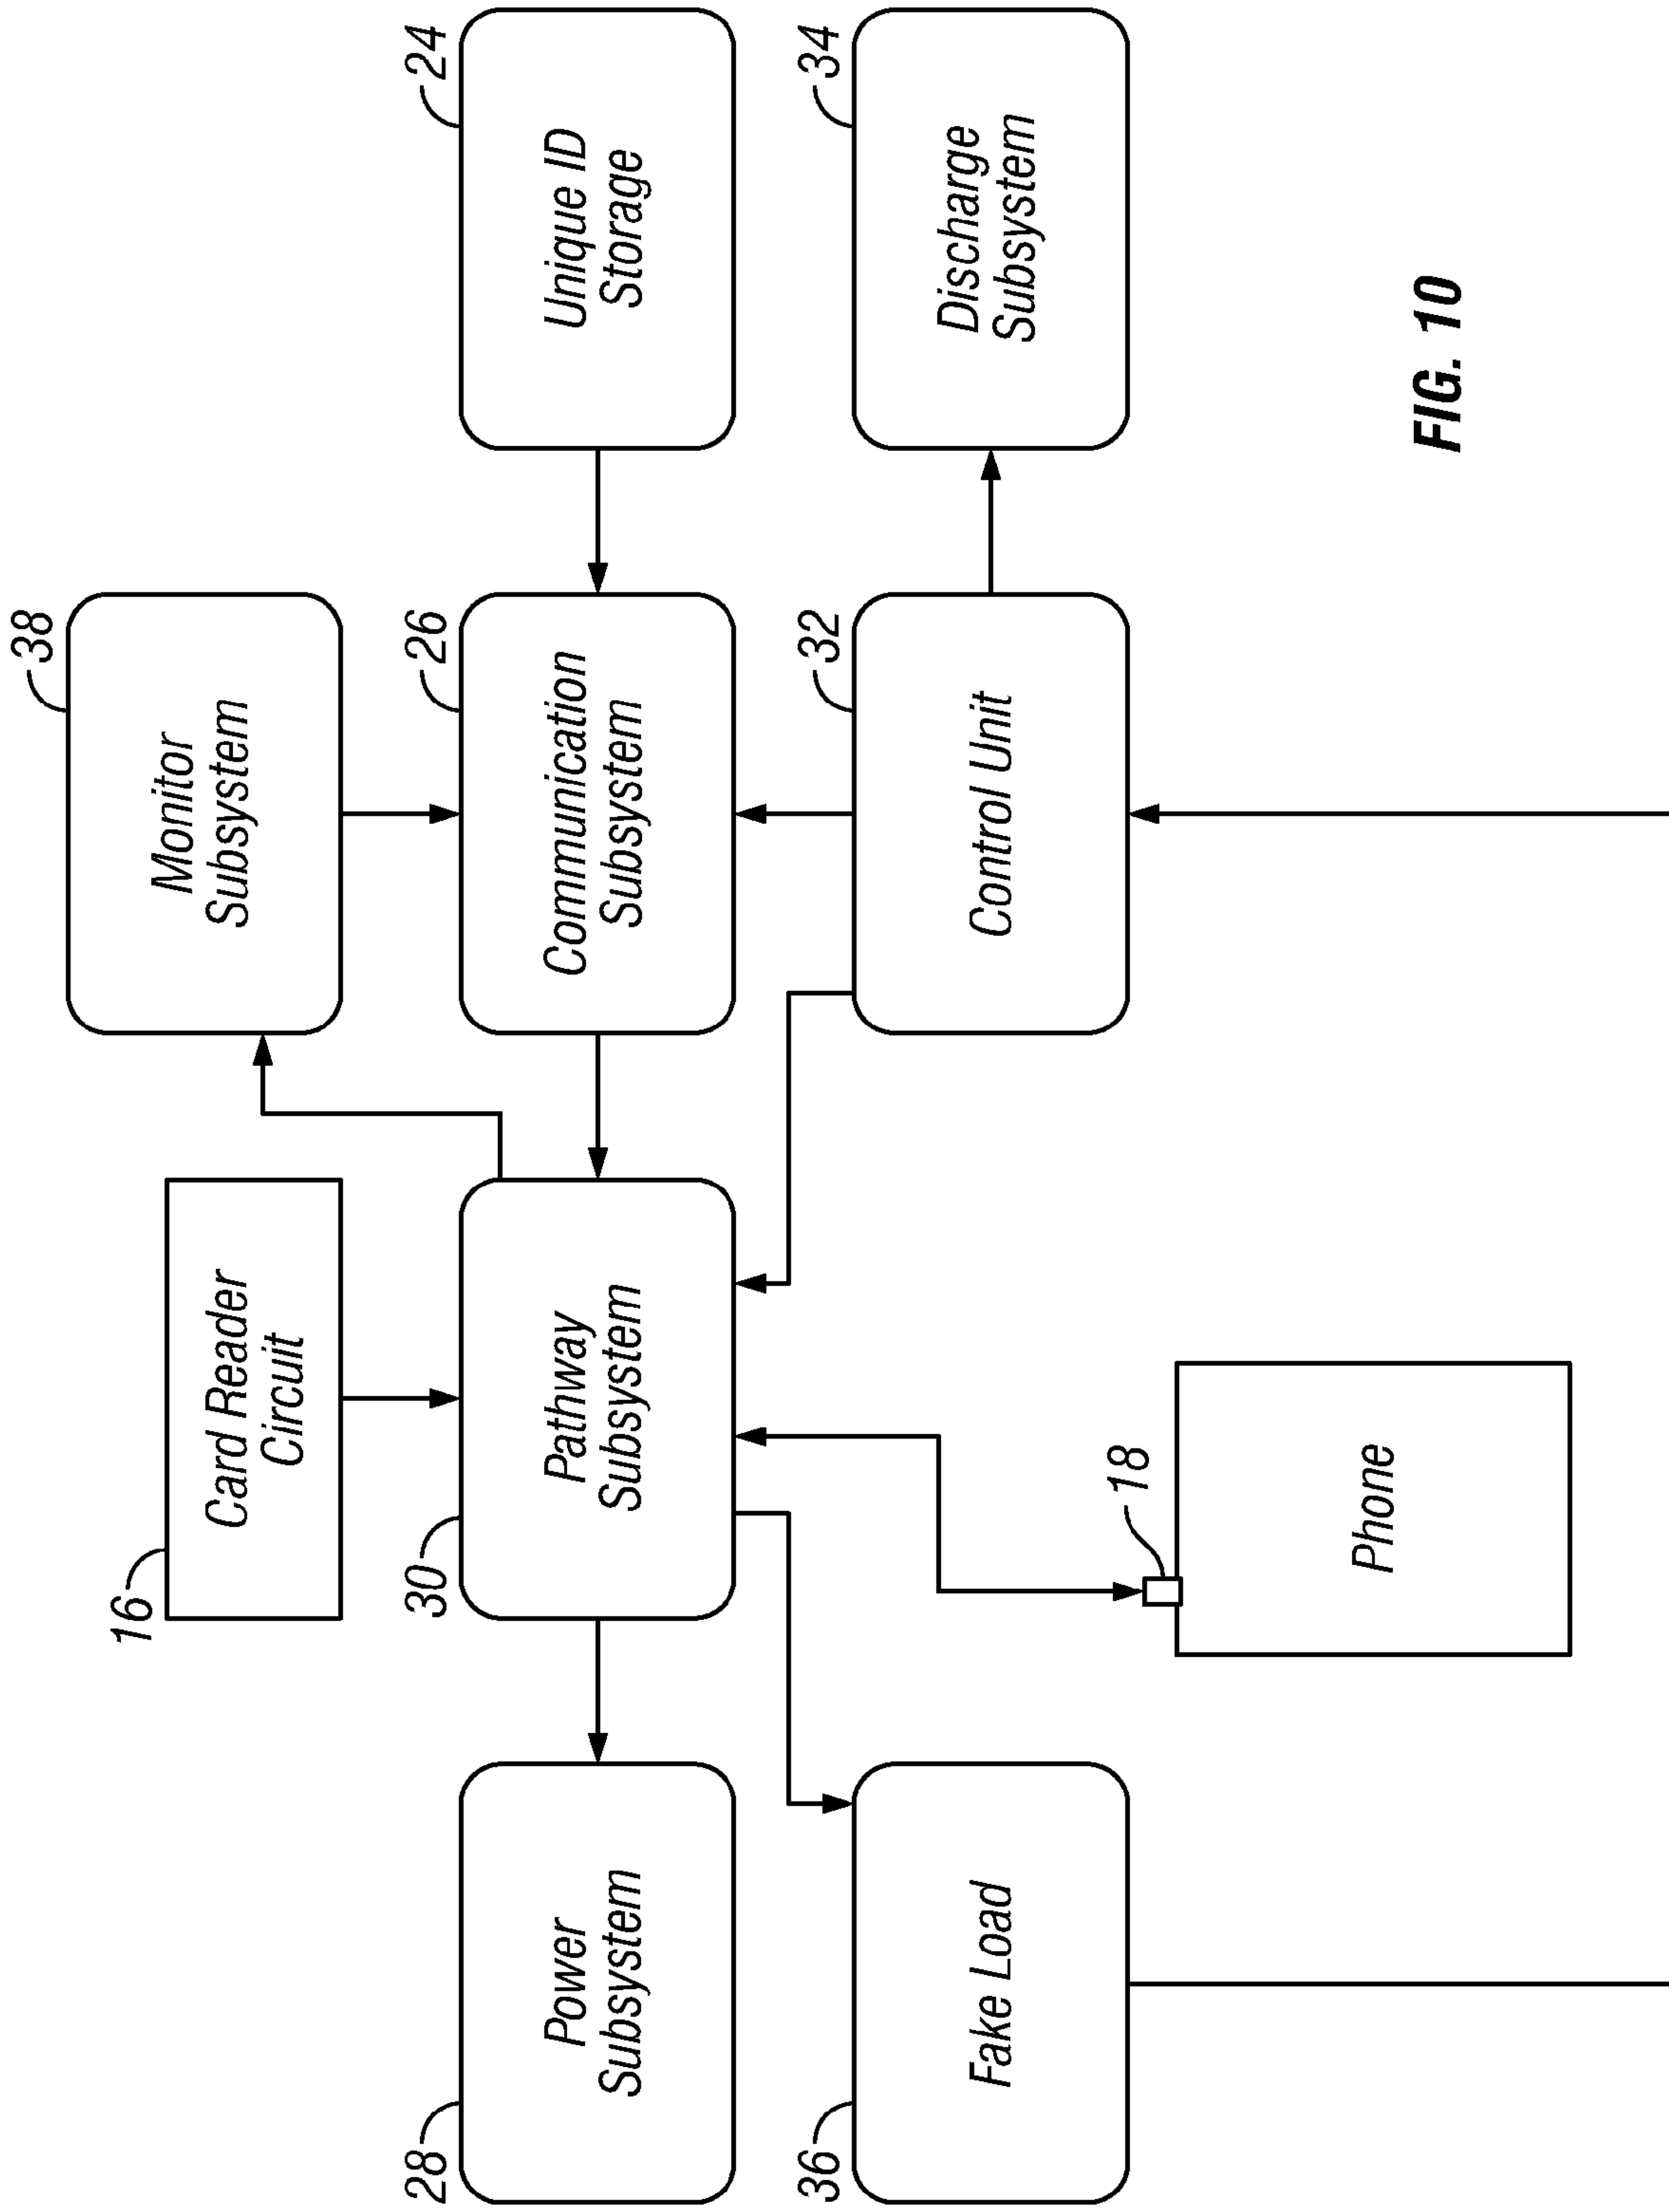 38
Monitor
Subsystem
16
Card Reader
Circuit
28
Power
Subsystem
30
Pathway
Subsystem
26
Communication
Subsystem
24
Unique ID
Storage
36
Fake Load
32
Control Unit
34
Discharge
Subsystem
18
Phone
FIG. 10